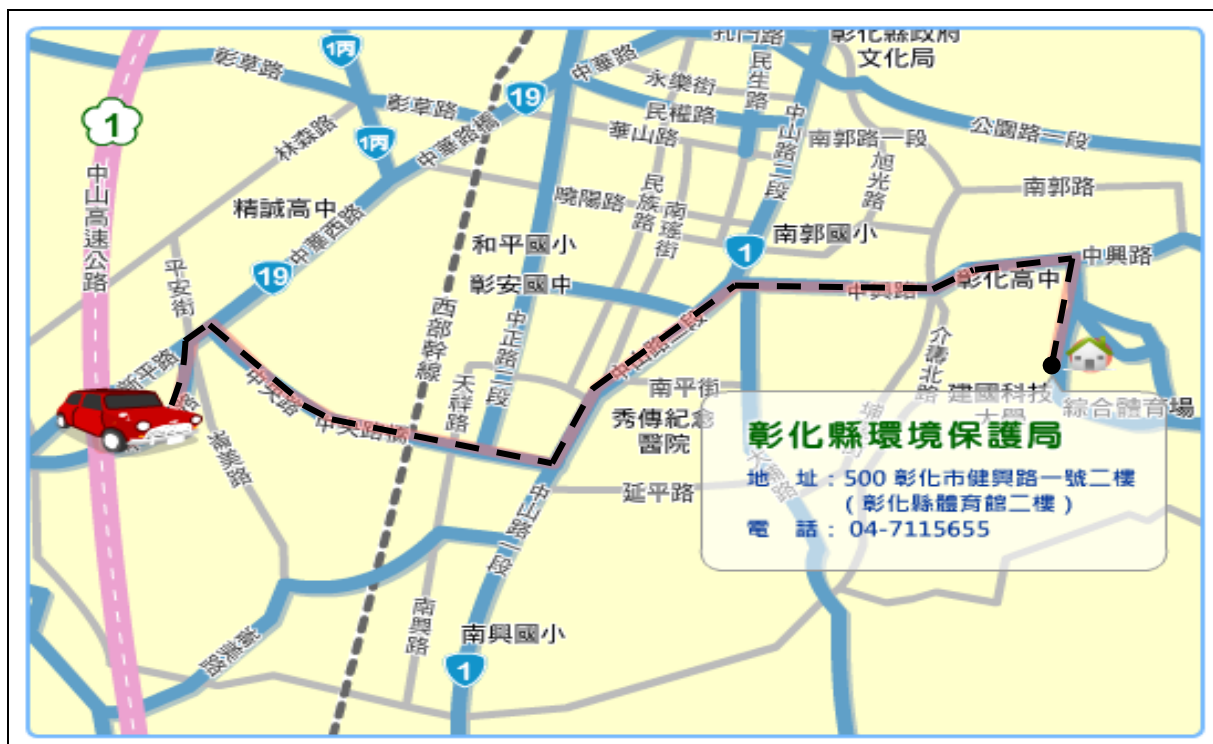 1丙
孔門路
彰化縣政府
文化局
彰草路
中華路
民生路
永樂街
19
彰草路
民權路
中山路二段
1
林森路
1丙
中華路橋
華山路
南郭路一段
公園路一段
旭光路
中山高速公路
精誠高中
中華西路
曉陽路
民族路
南瑤街
南郭路
和平國小
南郭國小
1
平安街
19
彰安國中
中興路
彰化高中
中興路
西部幹線
中正路二段
中山路二段
介壽北路
新平路
中央路
天祥路
南平街
建國科技
大學
綜合體育場
中央路橋
秀傳紀念
醫院
彰化縣環境保護局
地 址：500 彰化市健興路一號二樓
（彰化縣體育館二樓）
電 話： 04-7115655
延平路
中山路一段
南興路
南興國小
1